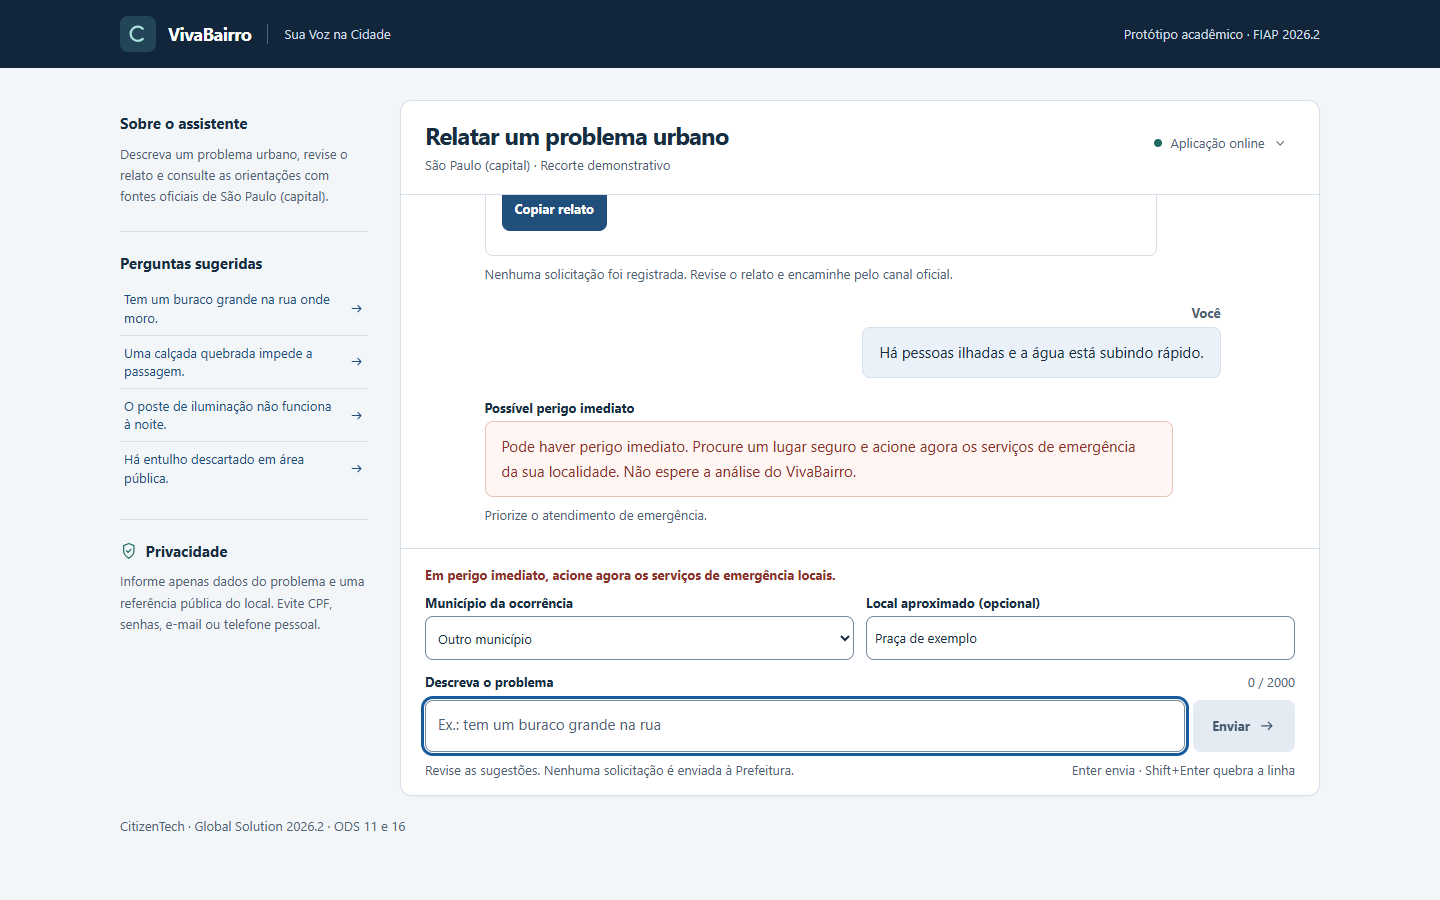 C
VivaBairro
Sua Voz na Cidade
Protótipo acadêmico · FIAP 2026.2
Sobre o assistente
Descreva um problema urbano, revise o
relato e consulte as orientações com
fontes oficiais de São Paulo (capital).
Perguntas sugeridas
Tem um buraco grande na rua onde
moro.
Uma calçada quebrada impede a
passagem.
O poste de iluminação não funciona
à noite.
Há entulho descartado em área
pública.
Privacidade
Informe apenas dados do problema e uma
referência pública do local. Evite CPF,
senhas, e-mail ou telefone pessoal.
Relatar um problema urbano
São Paulo (capital) · Recorte demonstrativo
Aplicação online
Copiar relato
Nenhuma solicitação foi registrada. Revise o relato e encaminhe pelo canal oficial.
Você
Há pessoas ilhadas e a água está subindo rápido.
Possível perigo imediato
Pode haver perigo imediato. Procure um lugar seguro e acione agora os serviços de emergência
da sua localidade. Não espere a análise do VivaBairro.
Priorize o atendimento de emergência.
Em perigo imediato, acione agora os serviços de emergência locais.
Município da ocorrência
Local aproximado (opcional)
Outro município
Praça de exemplo
Descreva o problema
0 / 2000
Ex.: tem um buraco grande na rua
Enviar →
Revise as sugestões. Nenhuma solicitação é enviada à Prefeitura.
Enter envia · Shift+Enter quebra a linha
CitizenTech · Global Solution 2026.2 · ODS 11 e 16